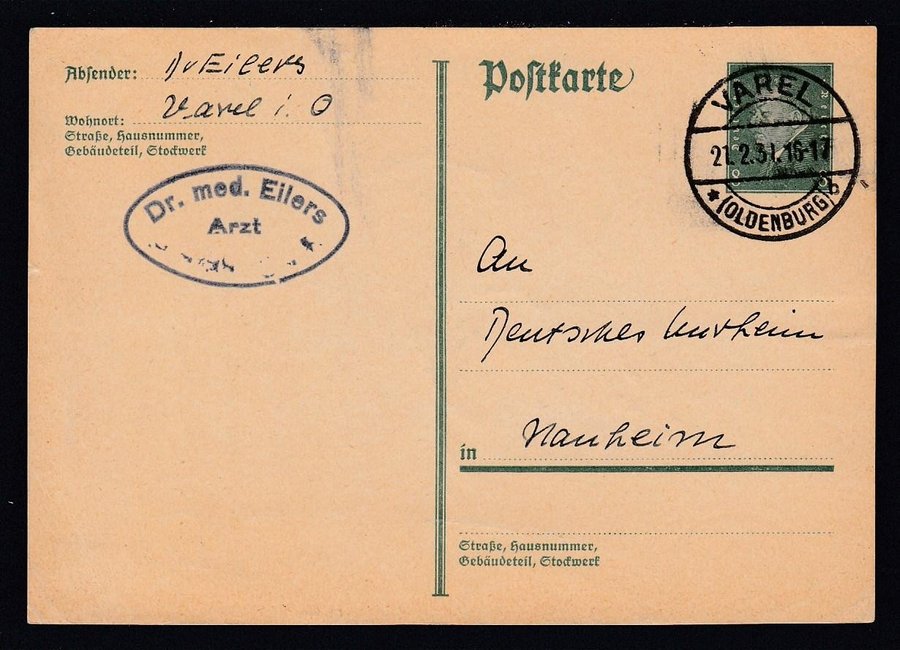 Absender: Dr Eilers
Varel i. O
Wohnort:
Straße, Hausnummer,
Gebäudeteil, Stockwerk
Dr. med. Eilers
Arzt
Postkarte
VAREL
21.2.31.16-17
* (OLDENBURG) b
An
Deutsches Kurheim
in Nauheim
Straße, Hausnummer,
Gebäudeteil, Stockwerk